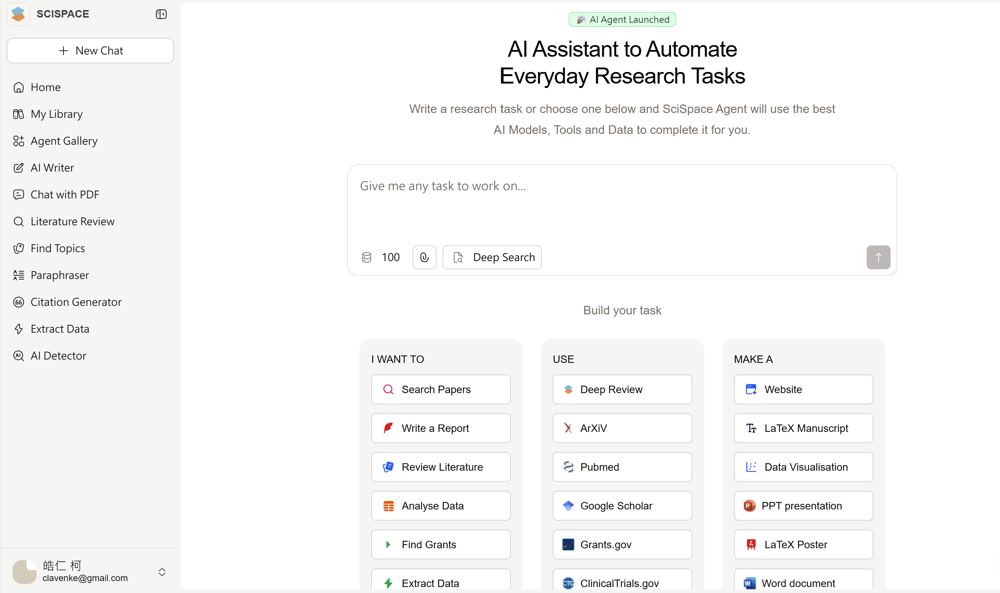 SCISPACE
New Chat
Home
My Library
Agent Gallery
AI Writer
Chat with PDF
Literature Review
Find Topics
Paraphraser
Citation Generator
Extract Data
AI Detector
皓仁 柯
clavenke@gmail.com
AI Agent Launched
AI Assistant to Automate
Everyday Research Tasks
Write a research task or choose one below and SciSpace Agent will use the best
AI Models, Tools and Data to complete it for you.
Give me any task to work on...
100
Deep Search
Build your task
I WANT TO
Search Papers
Write a Report
Review Literature
Analyse Data
Find Grants
Extract Data
USE
Deep Review
ArXiV
Pubmed
Google Scholar
Grants.gov
ClinicalTrials.gov
MAKE A
Website
LaTeX Manuscript
Data Visualisation
PPT presentation
LaTeX Poster
Word document